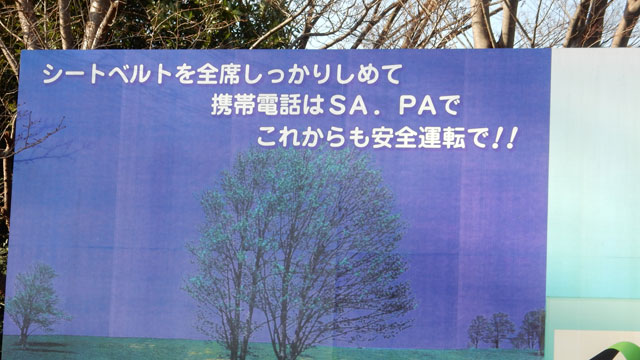 シートベルトを全席しっかりしめて
携帯電話はSA．PAで
これからも安全運転で!!